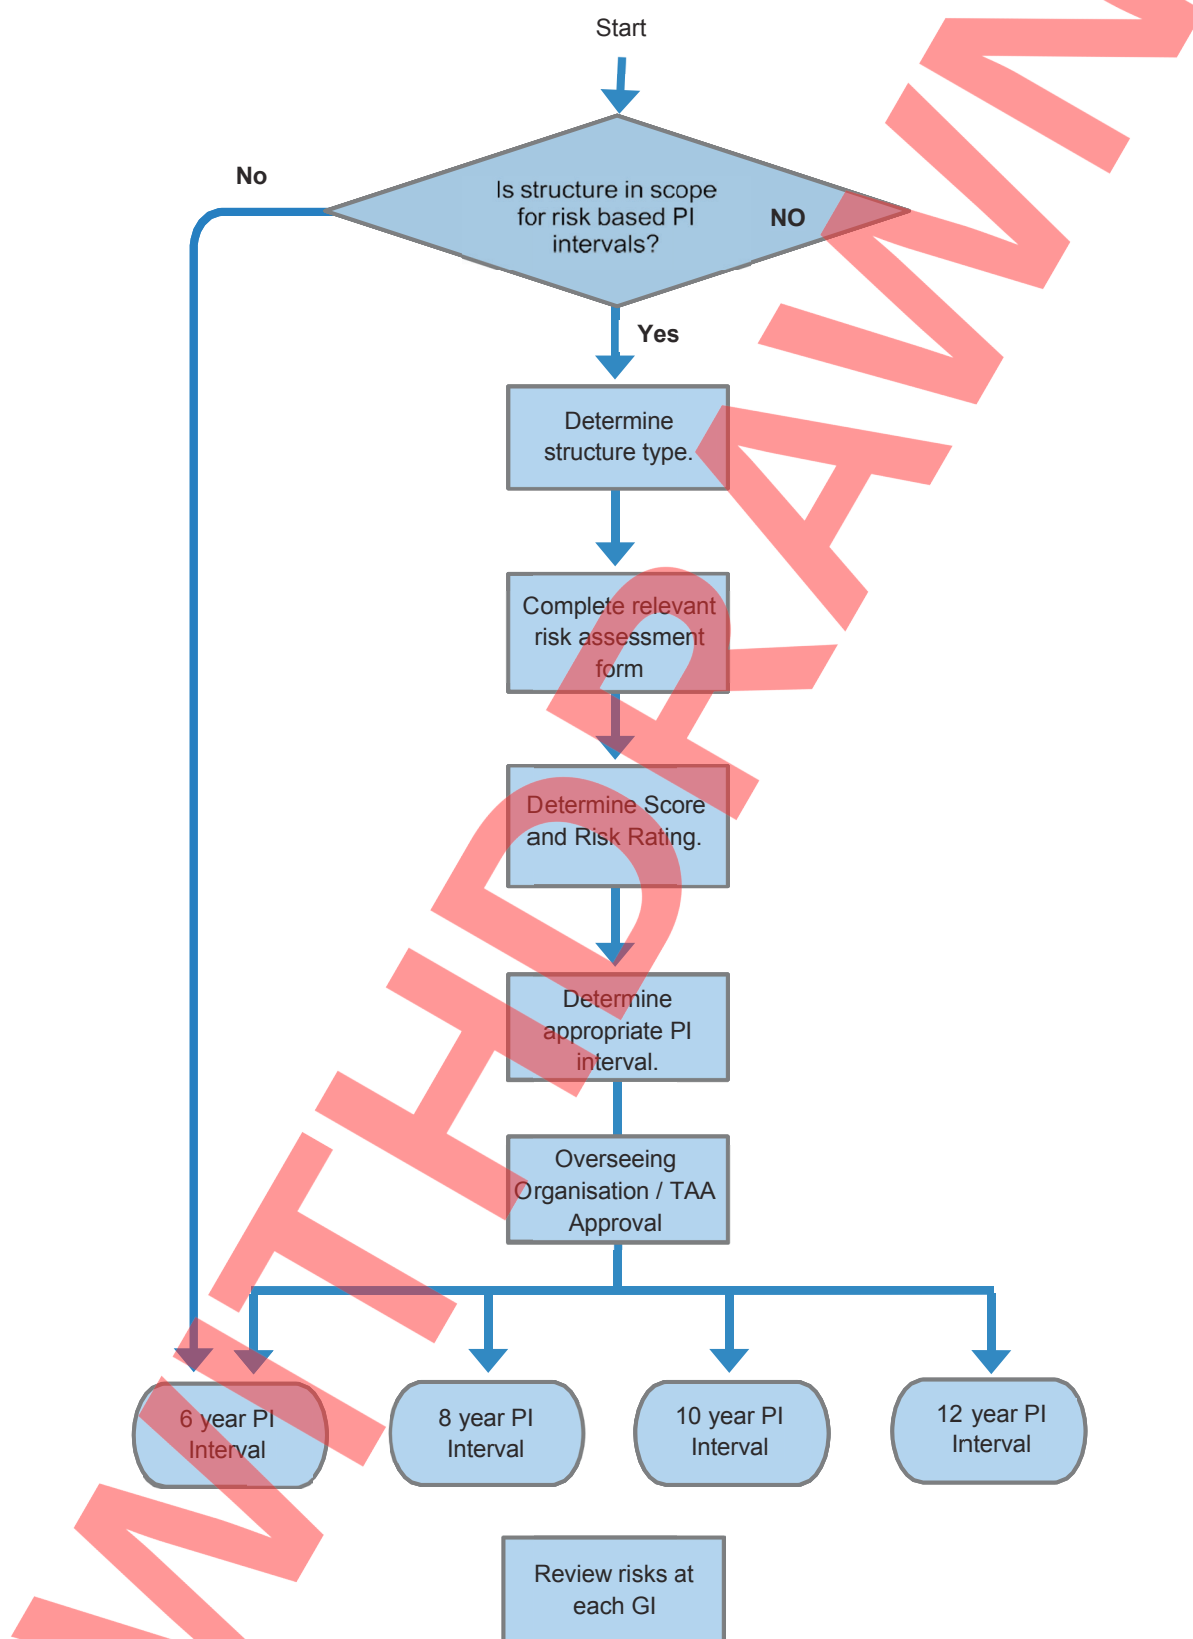 Start
No
Is structure in scope
for risk based PI
intervals?
NO
Yes
Determine
structure type.
Complete relevant
risk assessment
form
Determine Score
and Risk Rating.
Determine
appropriate PI
interval.
Overseeing
Organisation / TAA
Approval
6 year PI
Interval
8 year PI
Interval
10 year PI
Interval
12 year PI
Interval
Review risks at
each GI
WITHDRAWN